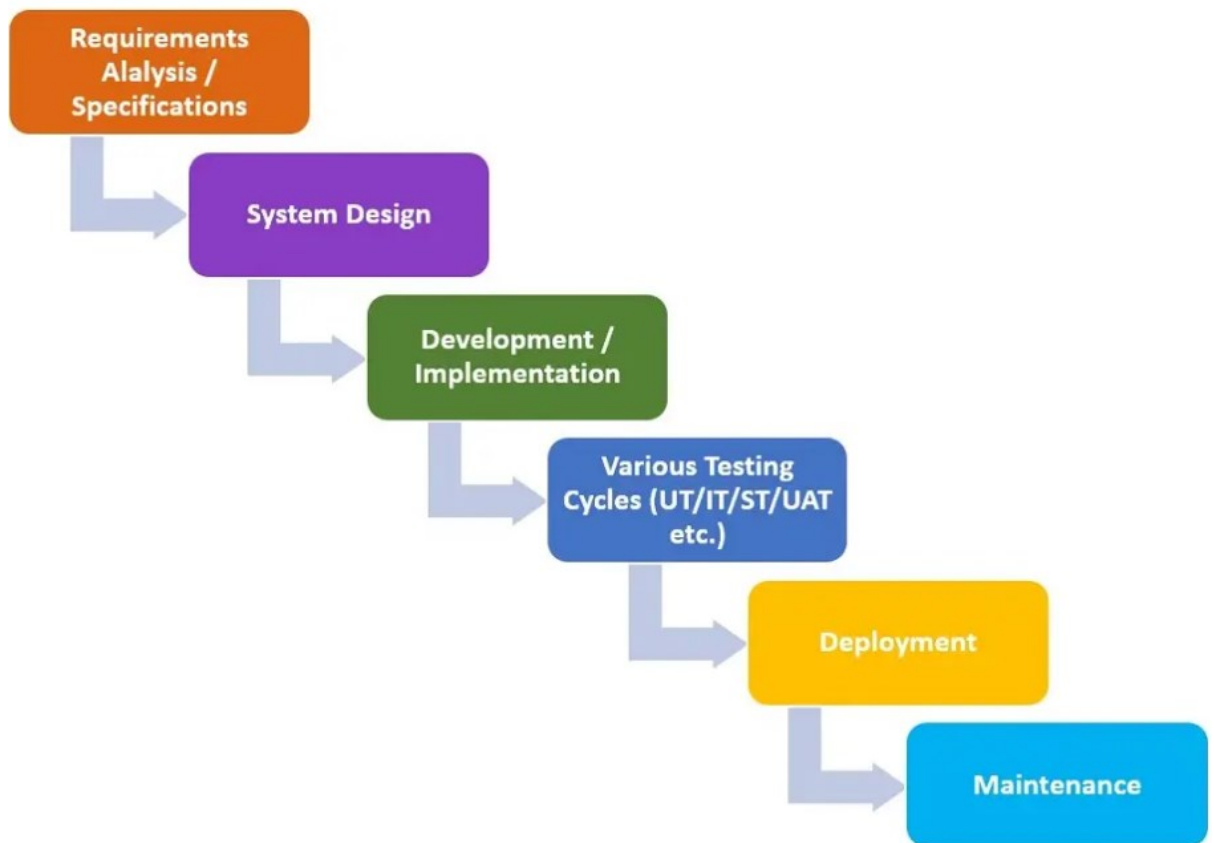 Requirements
Alalysis /
Specifications
System Design
Development /
Implementation
Various Testing
Cycles (UT/IT/ST/UAT
etc.)
Deployment
Maintenance